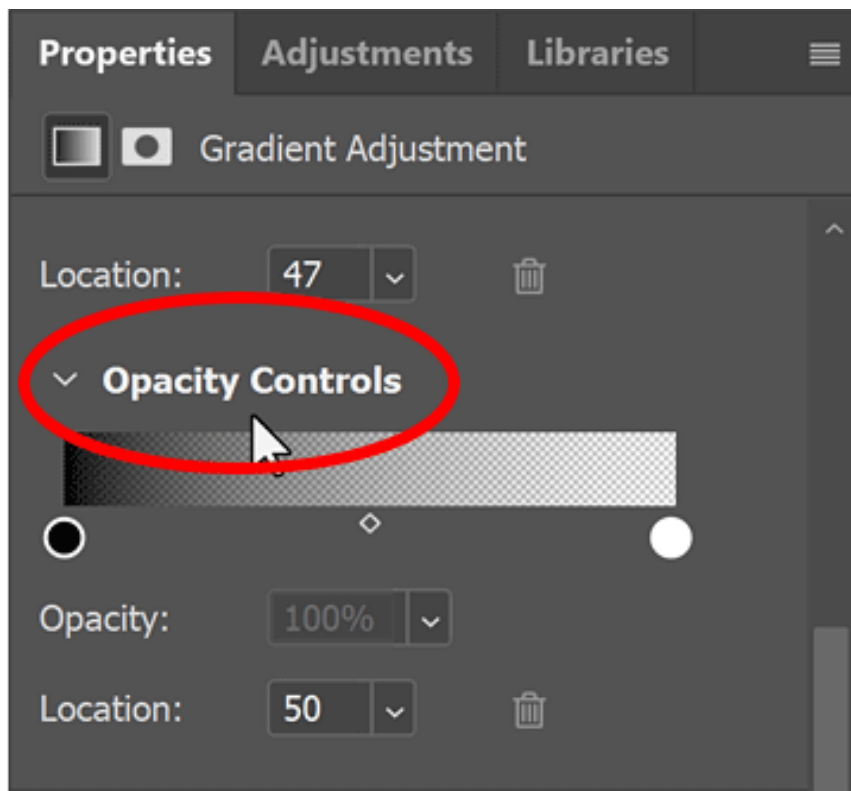 Properties Adjustments Libraries
Gradient Adjustment
Location: 47
Opacity Controls
Opacity: 100%
Location: 50